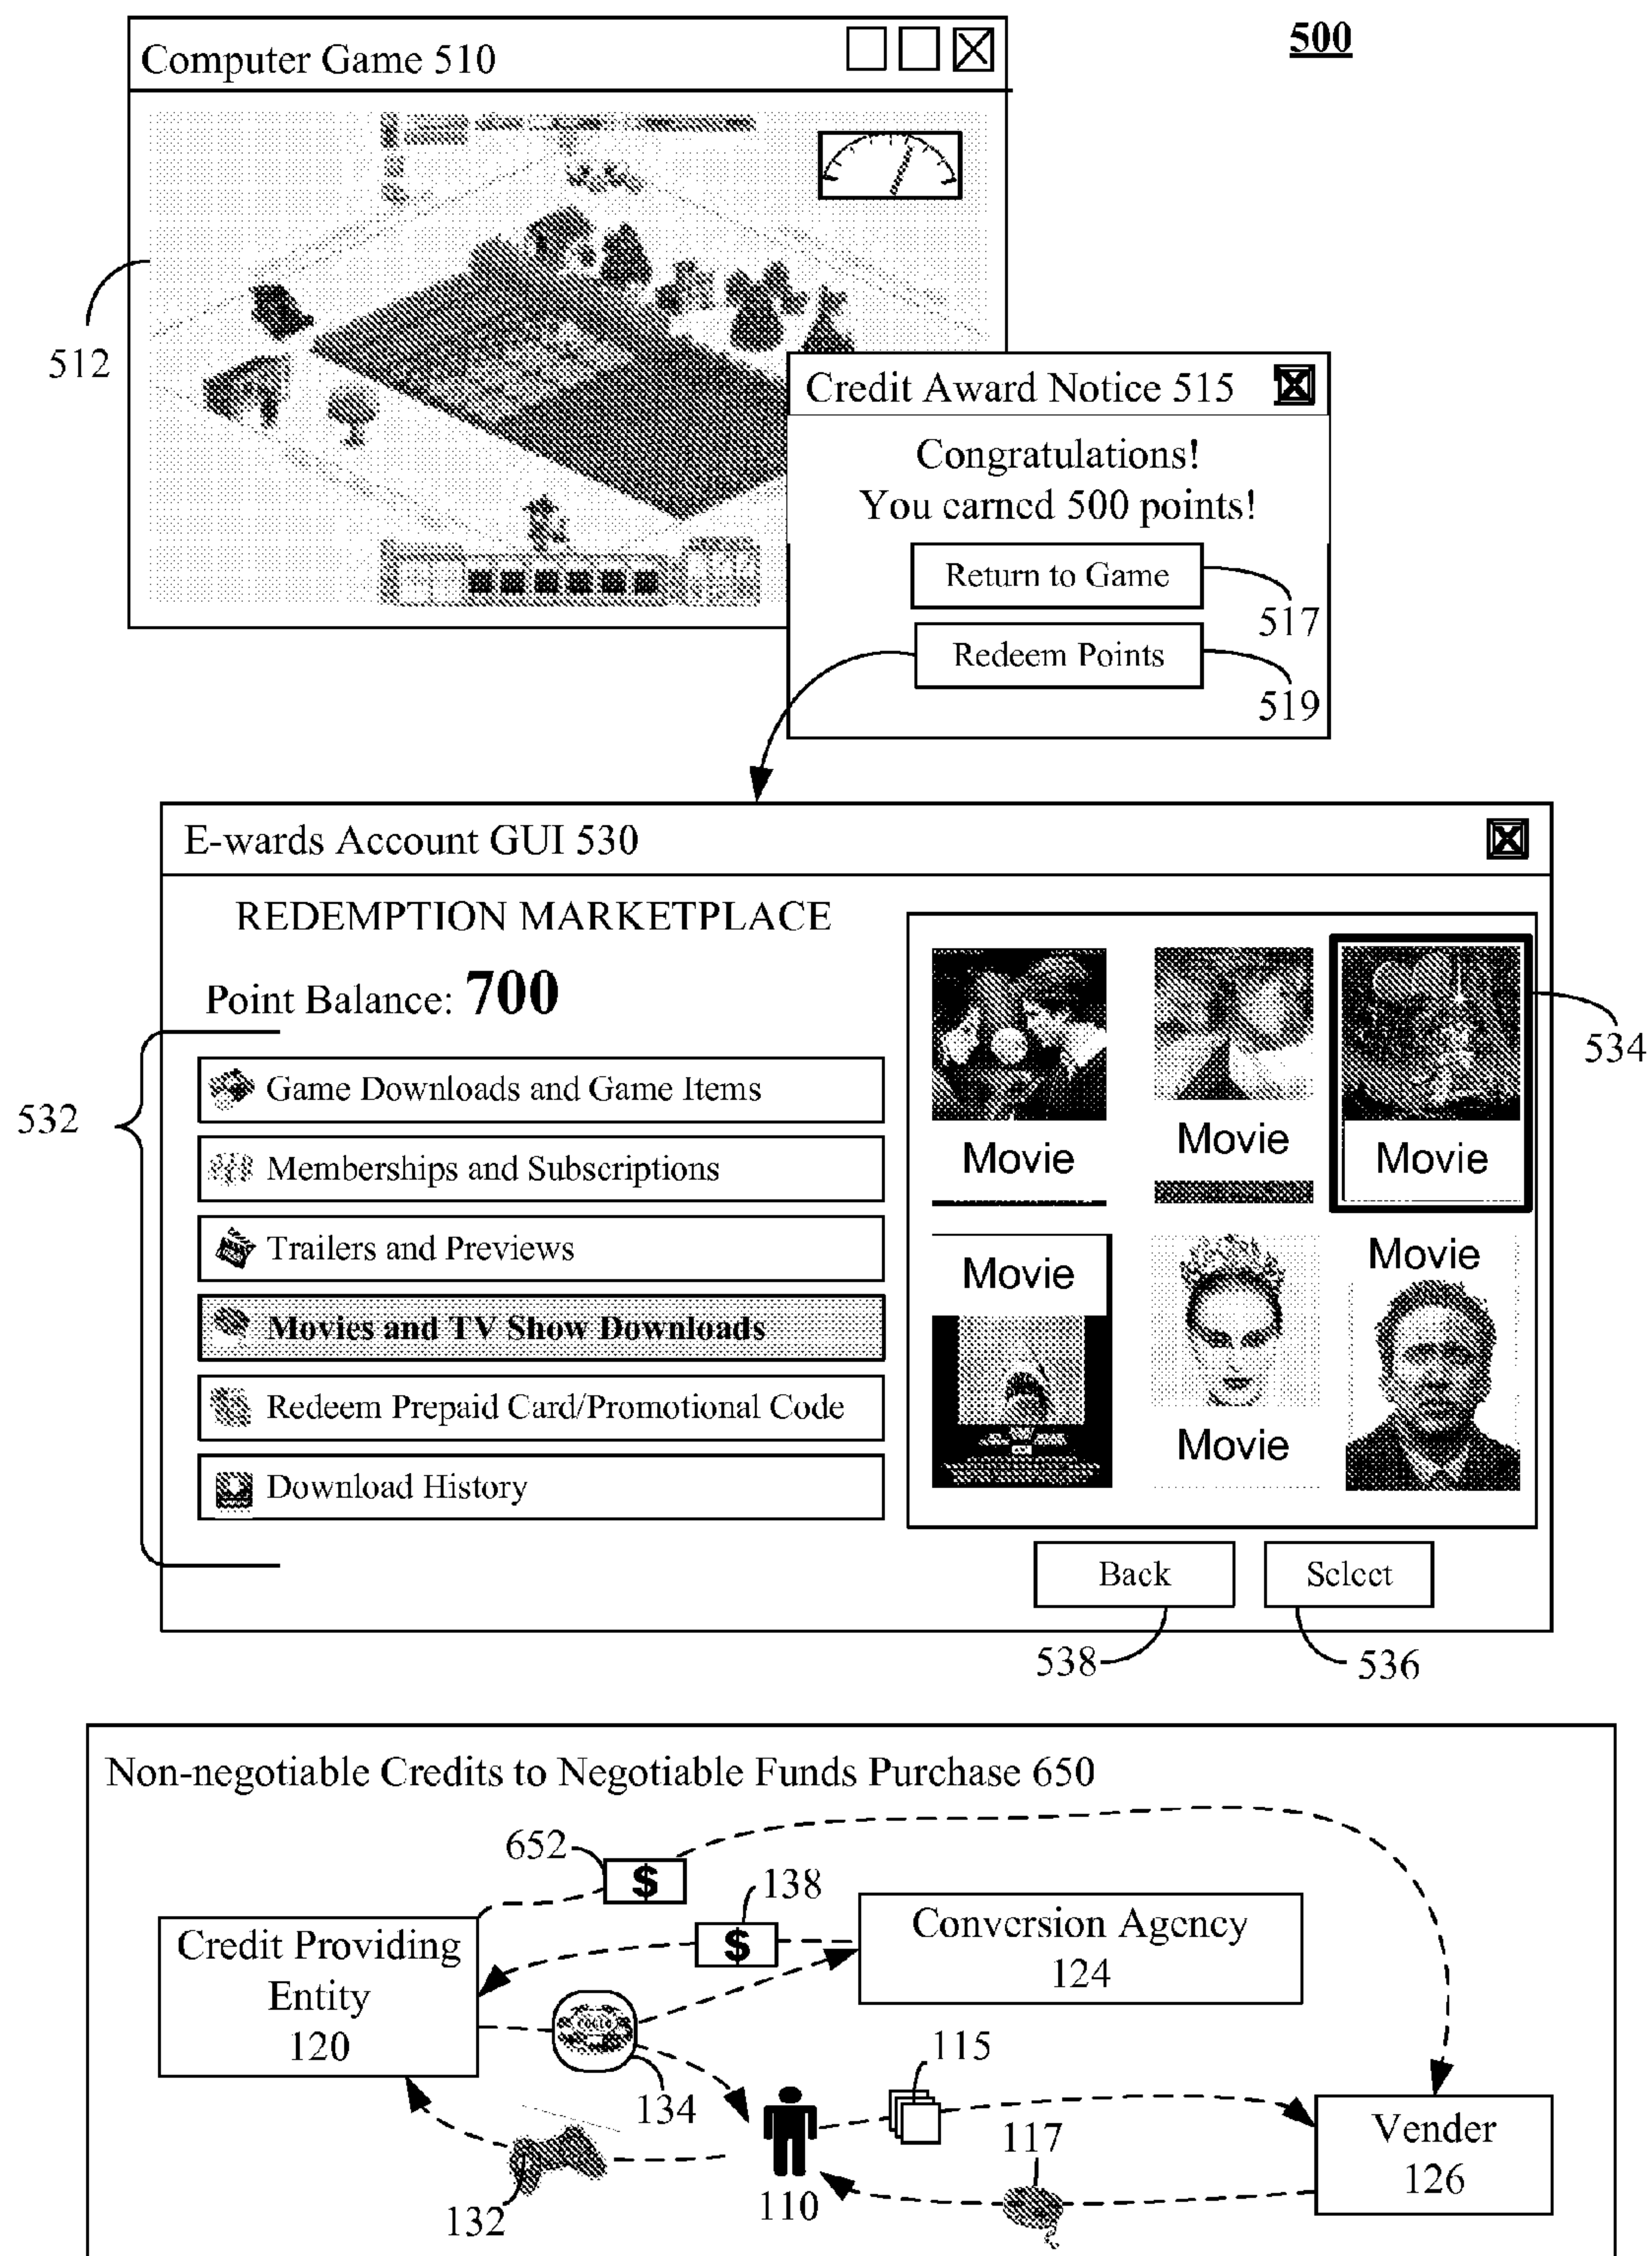 500
Computer Game 510
512
Credit Award Notice 515
Congratulations!
You earned 500 points!
Return to Game
517
Redeem Points
519
E-wards Account GUI 530
REDEMPTION MARKETPLACE
Point Balance: 700
532
Game Downloads and Game Items
Memberships and Subscriptions
Trailers and Previews
Movies and TV Show Downloads
Redeem Prepaid Card/Promotional Code
Download History
Movie
Movie
Movie
534
Movie
Movie
Movie
Back
Select
538
536
Non-negotiable Credits to Negotiable Funds Purchase 650
652
$
138
$
Credit Providing
Entity
120
Conversion Agency
124
134
115
132
110
117
Vender
126